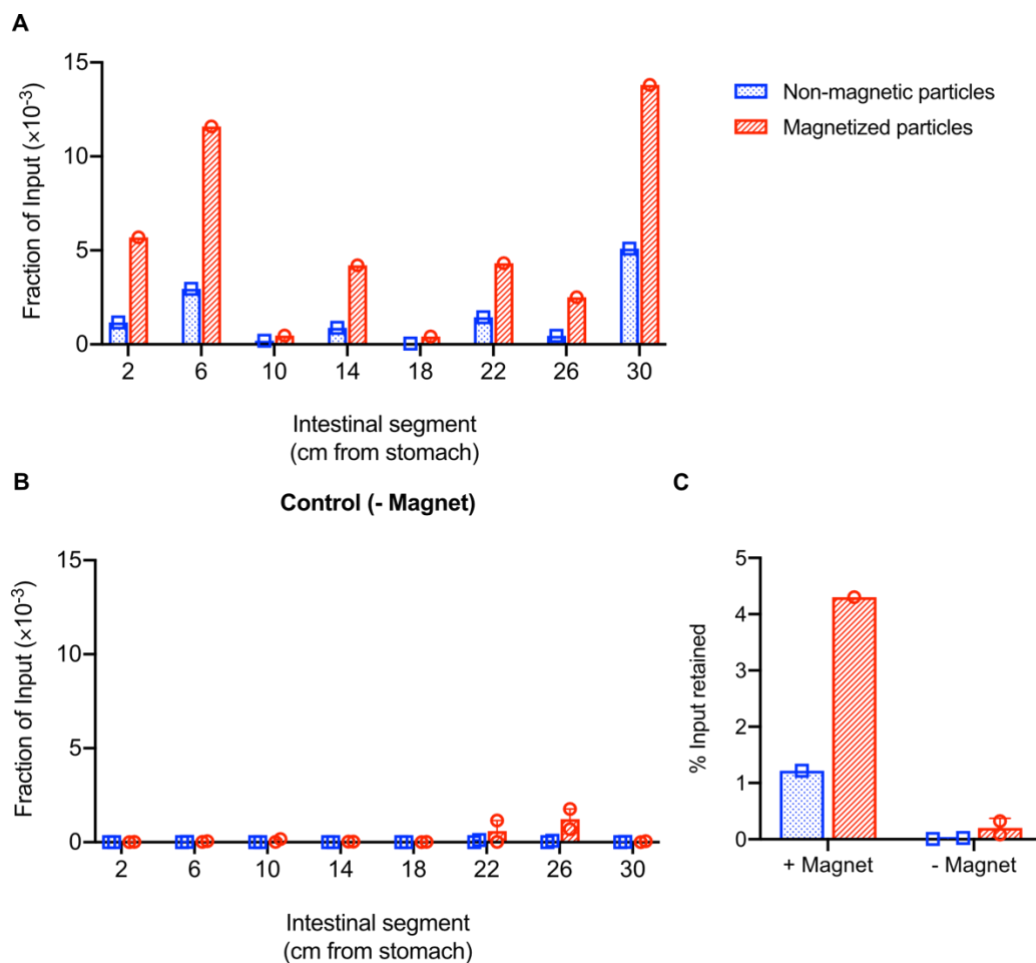 A
Fraction of Input (×10⁻³)
15
10
5
0
2 6 10 14 18 22 26 30
Intestinal segment
(cm from stomach)
Non-magnetic particles
Magnetized particles
B
Control (- Magnet)
Fraction of Input (×10⁻³)
15
10
5
0
2 6 10 14 18 22 26 30
Intestinal segment
(cm from stomach)
C
% Input retained
5
4
3
2
1
0
+ Magnet - Magnet